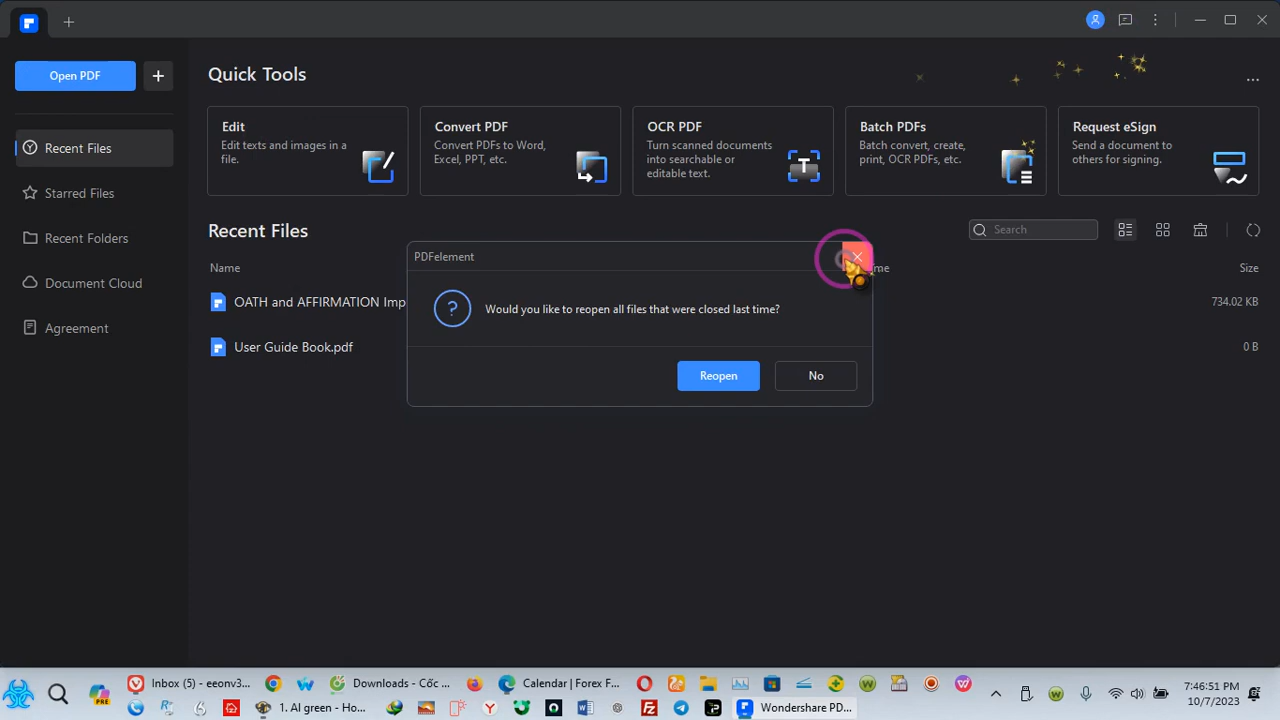 Open PDF
Recent Files
Starred Files
Recent Folders
Document Cloud
Agreement
Quick Tools
Edit
Edit texts and images in a
file.
Convert PDF
Convert PDFs to Word,
Excel, PPT, etc.
OCR PDF
Turn scanned documents
into searchable or
editable text.
Batch PDFs
Batch convert, create,
print, OCR PDFs, etc.
Request eSign
Send a document to
others for signing.
Recent Files
Search
Name
Size
OATH and AFFIRMATION Imp
734.02 KB
User Guide Book.pdf
0 B
PDFelement
Would you like to reopen all files that were closed last time?
Reopen
No
Inbox (5) - eeonv3...
Downloads - Cốc ...
Calendar | Forex F...
7:46:51 PM
PRE
1. AI green - Ho...
Wondershare PD...
10/7/2023